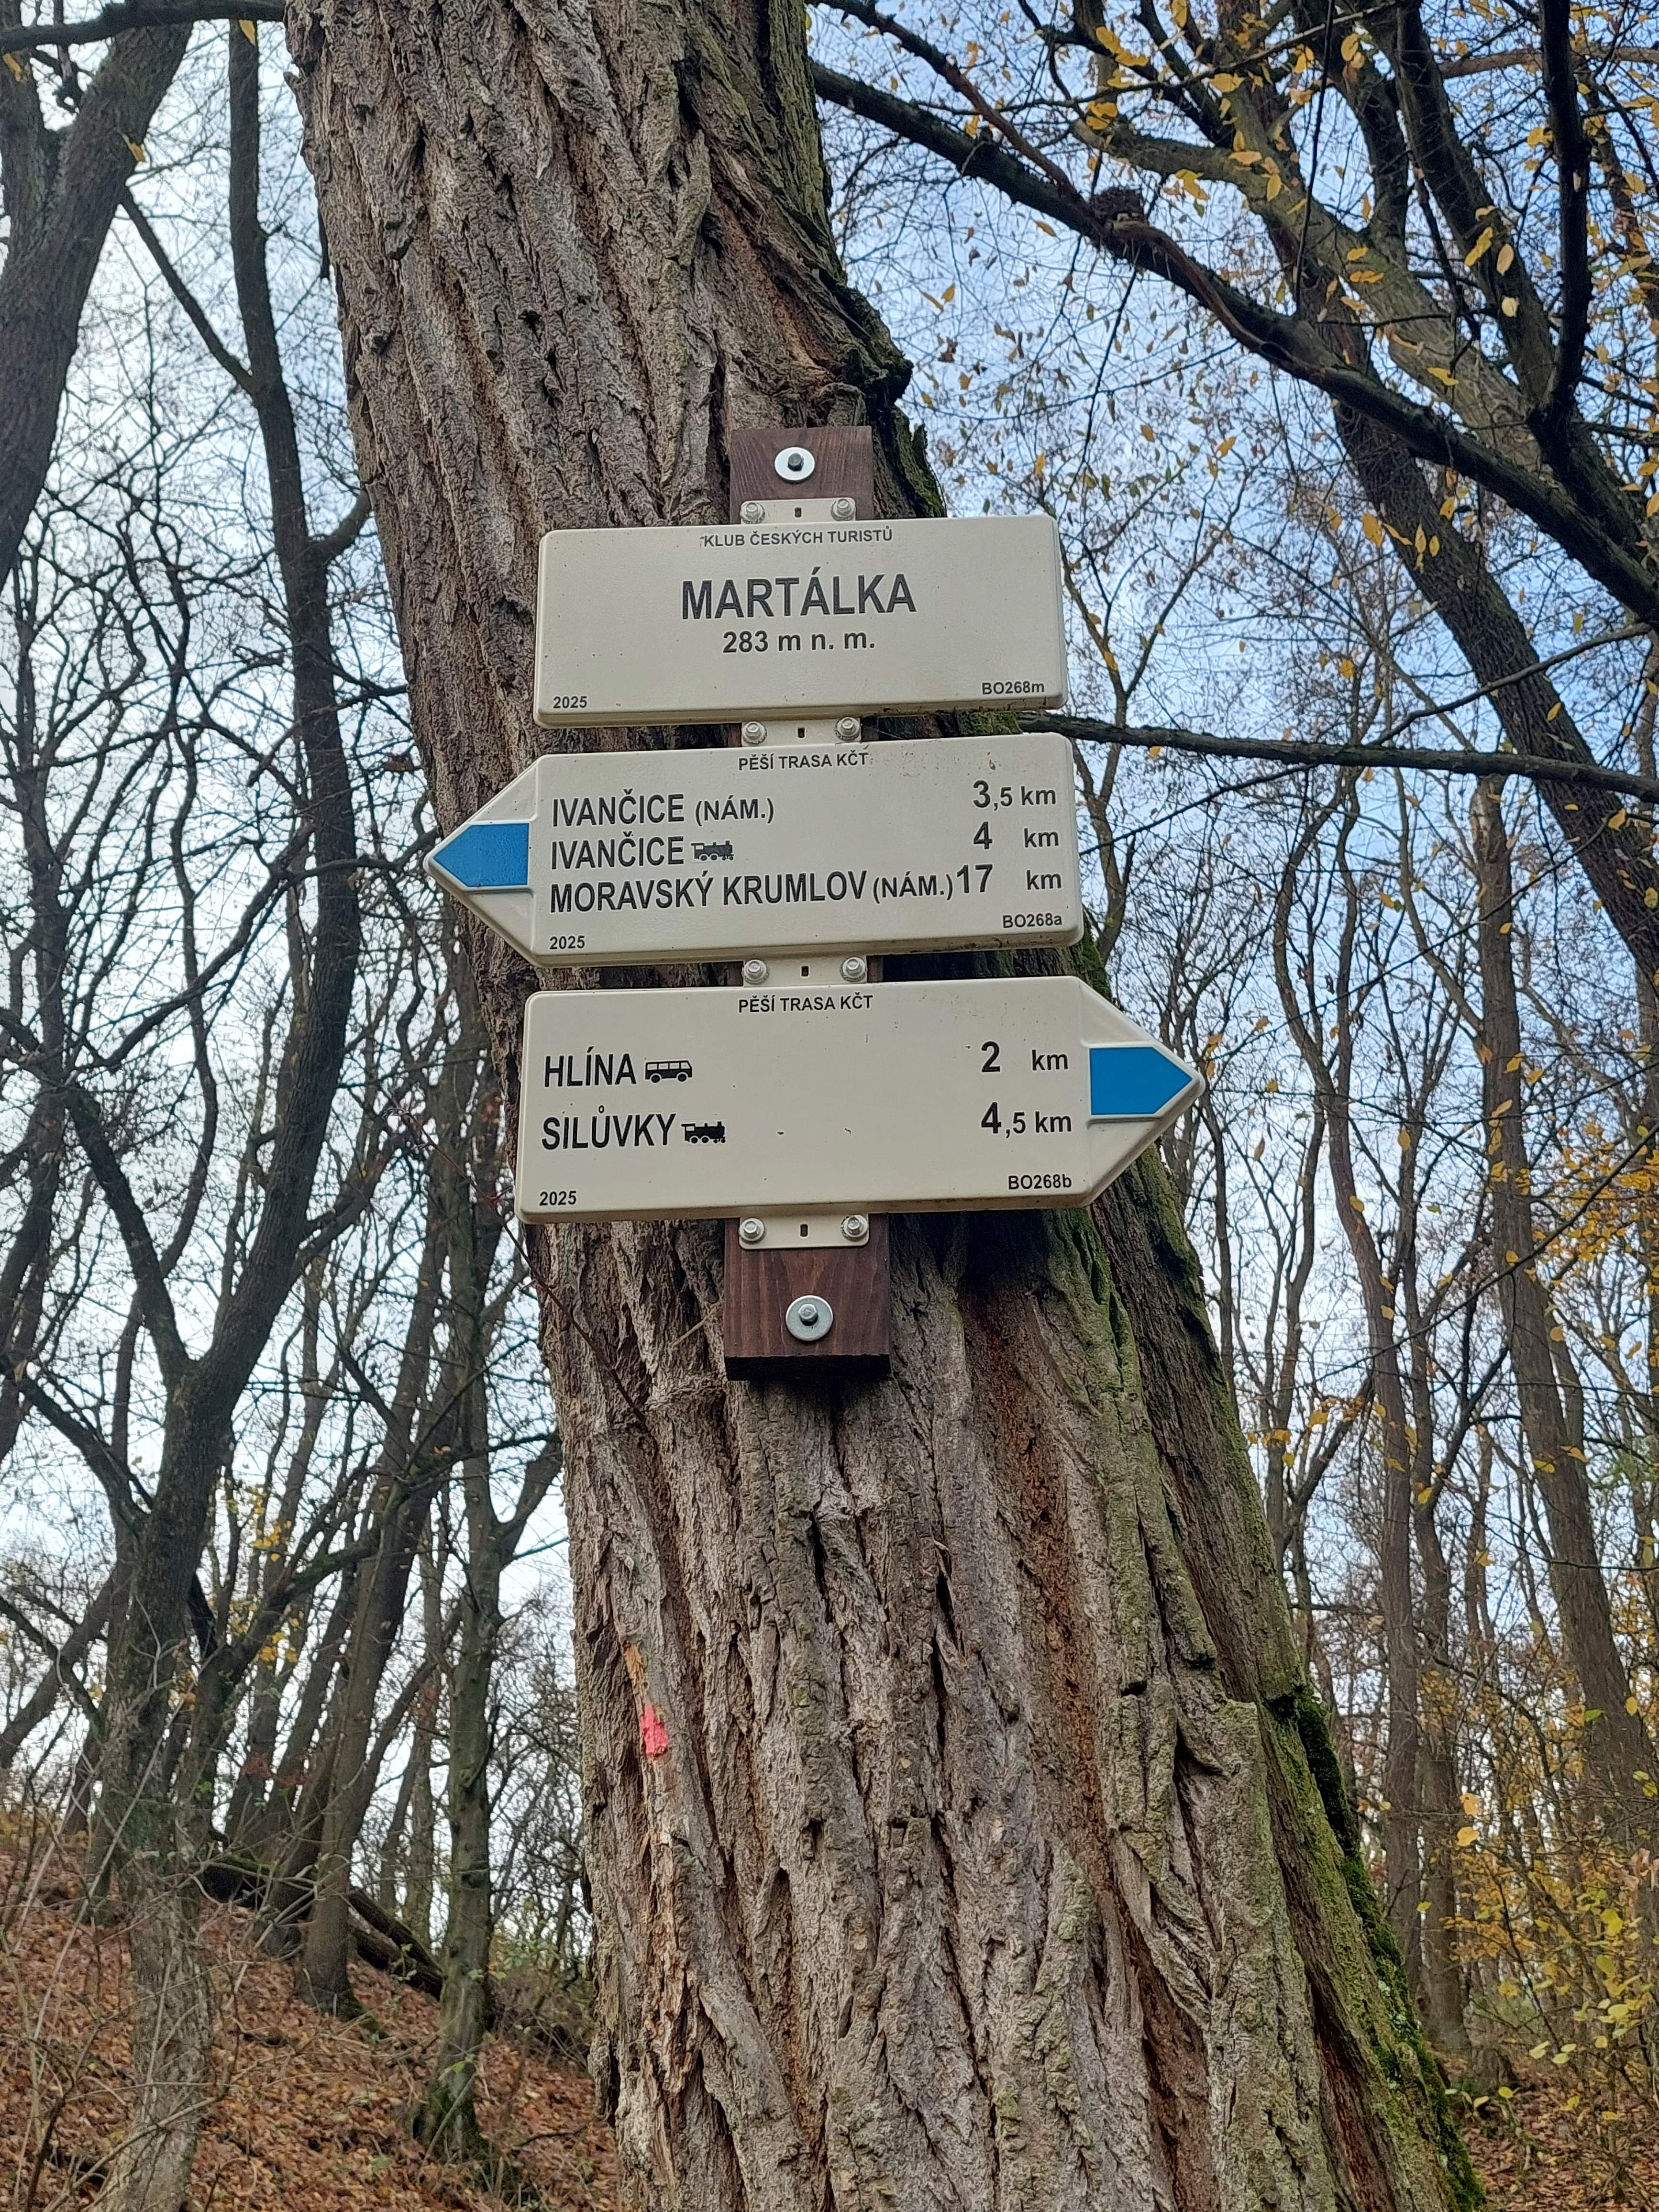 KLUB ČESKÝCH TURISTŮ
MARTÁLKA
283 m n. m.
2025 BO268m
PĚŠÍ TRASA KČT
IVANČICE (NÁM.) 3,5 km
IVANČICE 4 km
MORAVSKÝ KRUMLOV (NÁM.) 17 km
2025 BO268a
PĚŠÍ TRASA KČT
HLÍNA 2 km
SILŮVKY 4,5 km
2025 BO268b